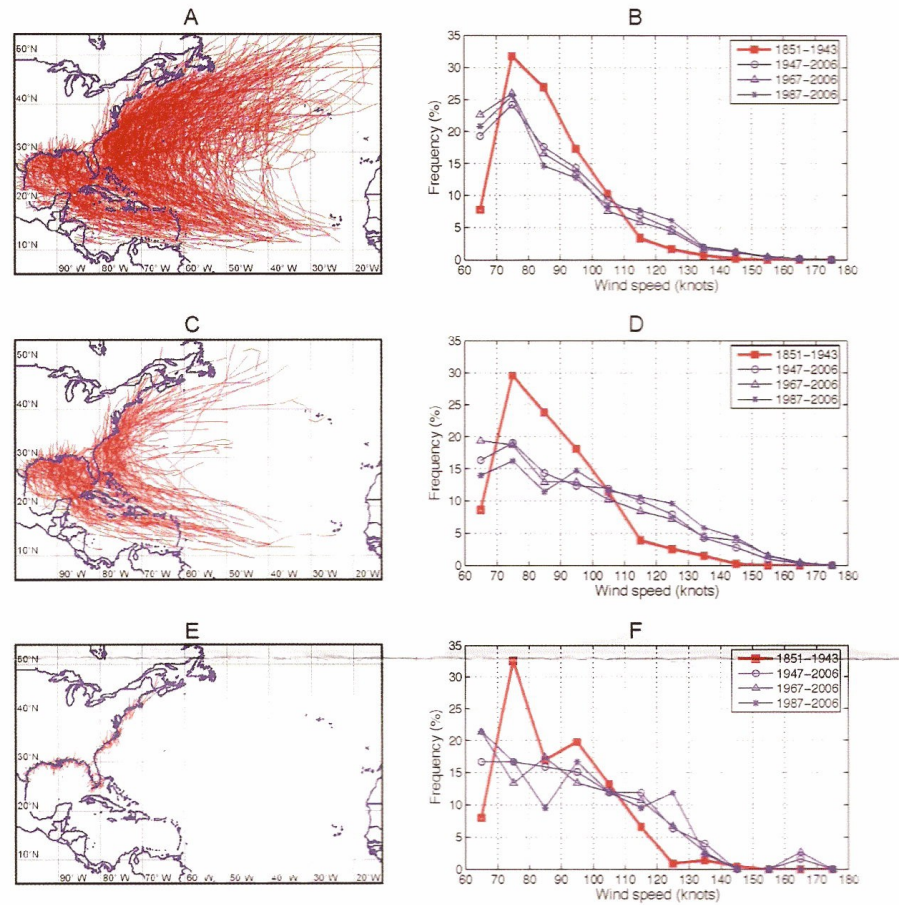 A
50°N
40°N
30°N
20°N
10°N
90° W 80° W 70° W 60° W 50° W 40° W 30° W 20° W
B
35
30
25
20
15
10
5
0
Frequency (%)
1851-1943
1947-2006
1967-2006
1987-2006
60 70 80 90 100 110 120 130 140 150 160 170 180
Wind speed (knots)
C
50°N
40°N
30°N
20°N
10°N
90° W 80° W 70° W 60° W 50° W 40° W 30° W 20° W
D
35
30
25
20
15
10
5
0
Frequency (%)
1851-1943
1947-2006
1967-2006
1987-2006
60 70 80 90 100 110 120 130 140 150 160 170 180
Wind speed (knots)
E
50°N
40°N
30°N
20°N
10°N
90° W 80° W 70° W 60° W 50° W 40° W 30° W 20° W
F
35
30
25
20
15
10
5
0
Frequency (%)
1851-1943
1947-2006
1967-2006
1987-2006
60 70 80 90 100 110 120 130 140 150 160 170 180
Wind speed (knots)